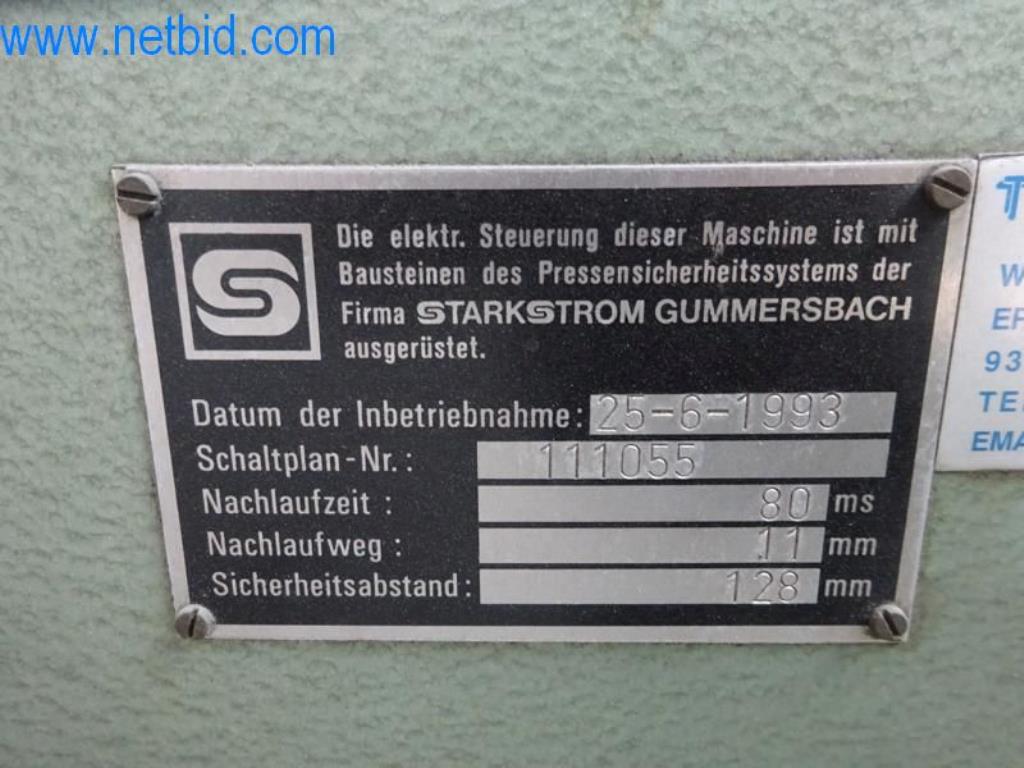 www.netbid.com
Die elektr. Steuerung dieser Maschine ist mit
Bausteinen des Pressensicherheitssystems der
Firma STARKSTROM GUMMERSBACH
ausgerüstet.
Datum der Inbetriebnahme: 25-6-1993
Schaltplan-Nr.: 111055
Nachlaufzeit: 80 ms
Nachlaufweg: 11 mm
Sicherheitsabstand: 128 mm
93